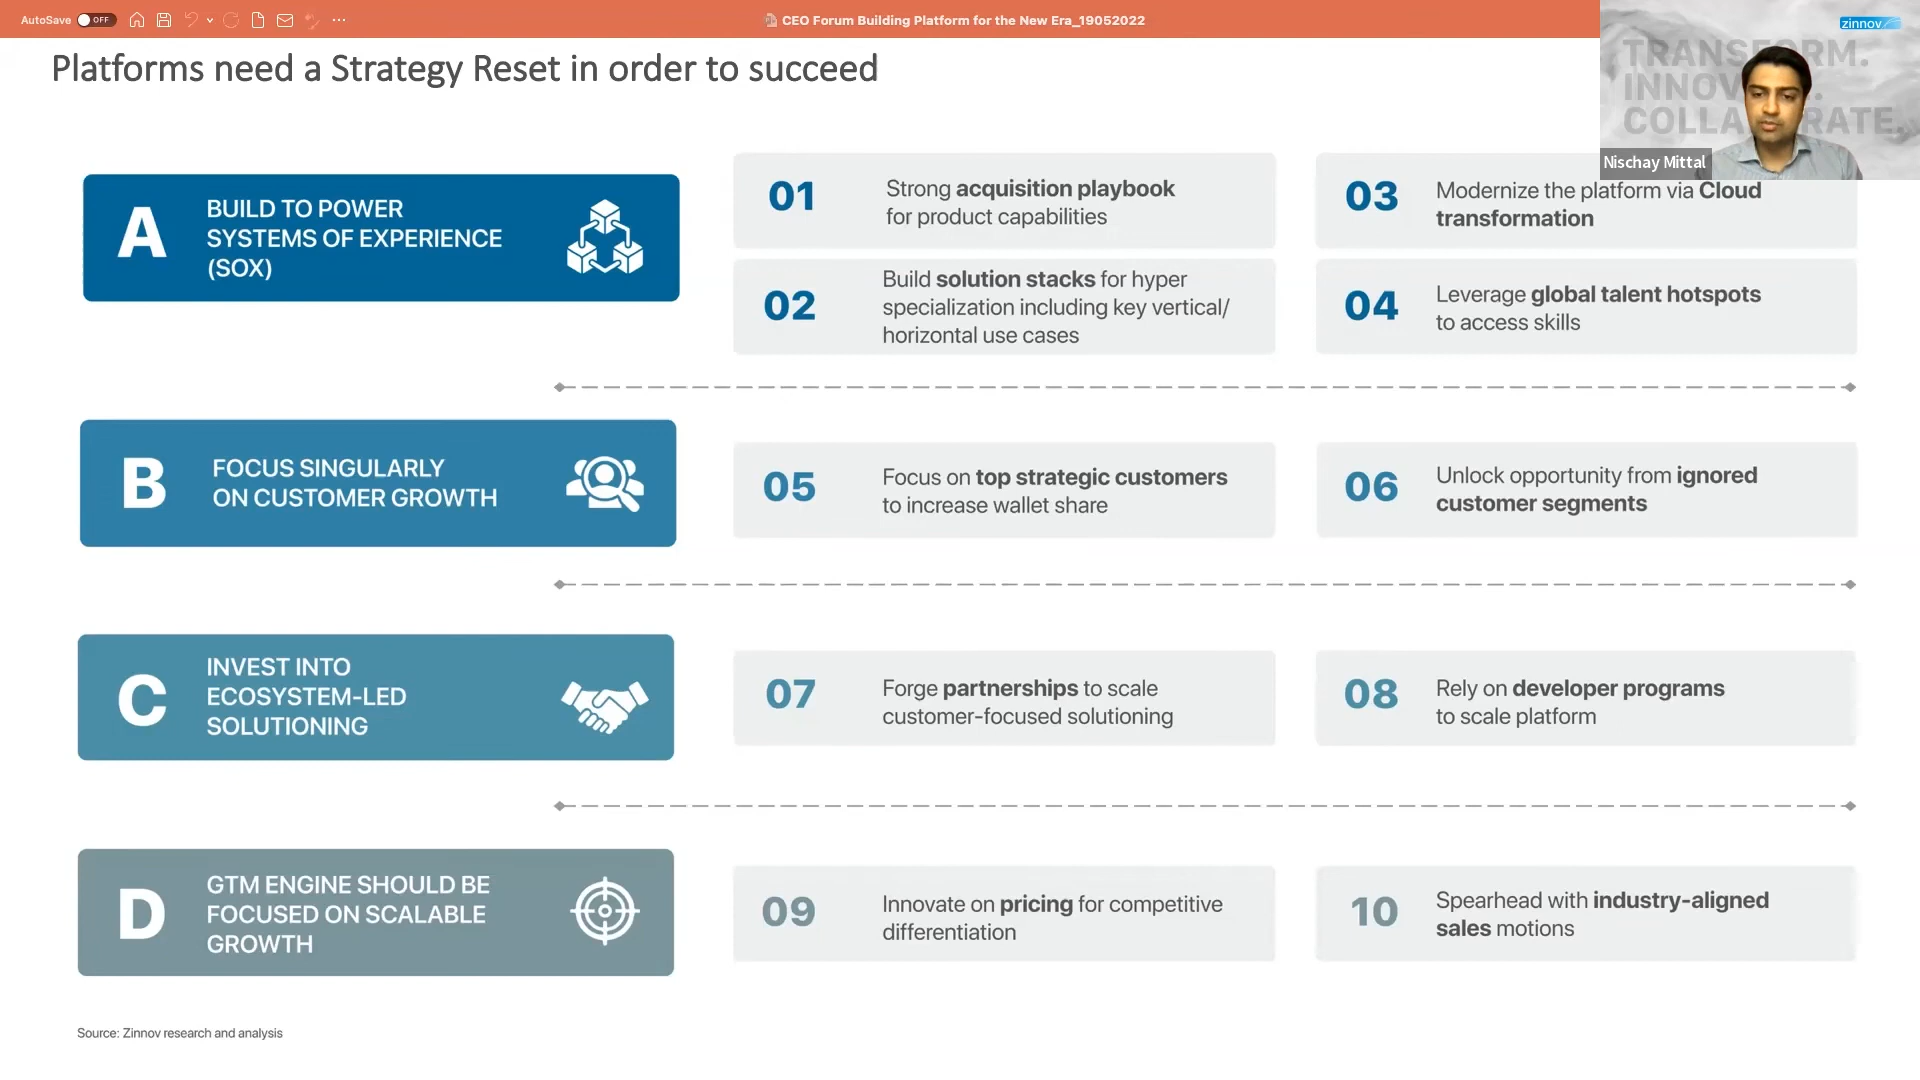 AutoSave OFF
CEO Forum Building Platform for the New Era_19052022
zinnov
Platforms need a Strategy Reset in order to succeed
Nischay Mittal
A
BUILD TO POWER
SYSTEMS OF EXPERIENCE
(SOX)
01
Strong acquisition playbook
for product capabilities
03
Modernize the platform via Cloud
transformation
02
Build solution stacks for hyper
specialization including key vertical/
horizontal use cases
04
Leverage global talent hotspots
to access skills
B
FOCUS SINGULARLY
ON CUSTOMER GROWTH
05
Focus on top strategic customers
to increase wallet share
06
Unlock opportunity from ignored
customer segments
C
INVEST INTO
ECOSYSTEM-LED
SOLUTIONING
07
Forge partnerships to scale
customer-focused solutioning
08
Rely on developer programs
to scale platform
D
GTM ENGINE SHOULD BE
FOCUSED ON SCALABLE
GROWTH
09
Innovate on pricing for competitive
differentiation
10
Spearhead with industry-aligned
sales motions
Source: Zinnov research and analysis